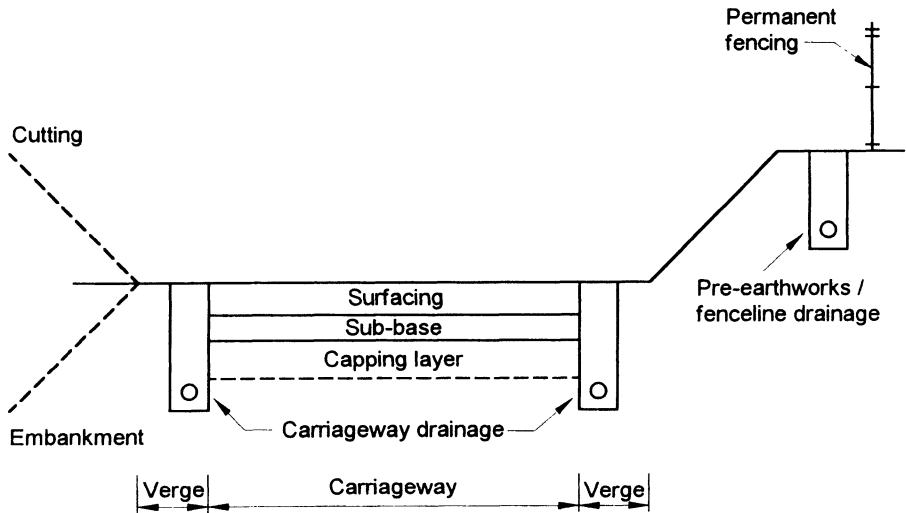 Permanent
fencing
Cutting
Surfacing
Sub-base
Capping layer
Pre-earthworks /
fenceline drainage
Embankment
Carriageway drainage
Verge
Carriageway
Verge